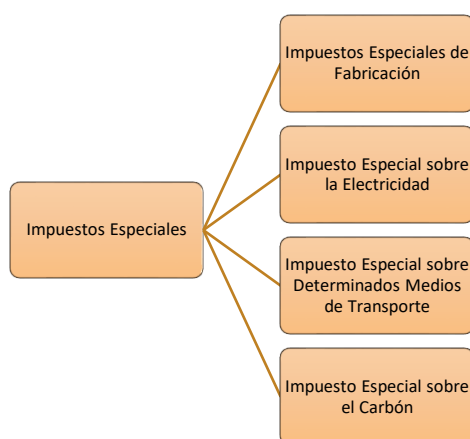 Impuestos Especiales de
Fabricación
Impuesto Especial sobre
la Electricidad
Impuestos Especiales
Impuesto Especial sobre
Determinados Medios
de Transporte
Impuesto Especial sobre
el Carbón